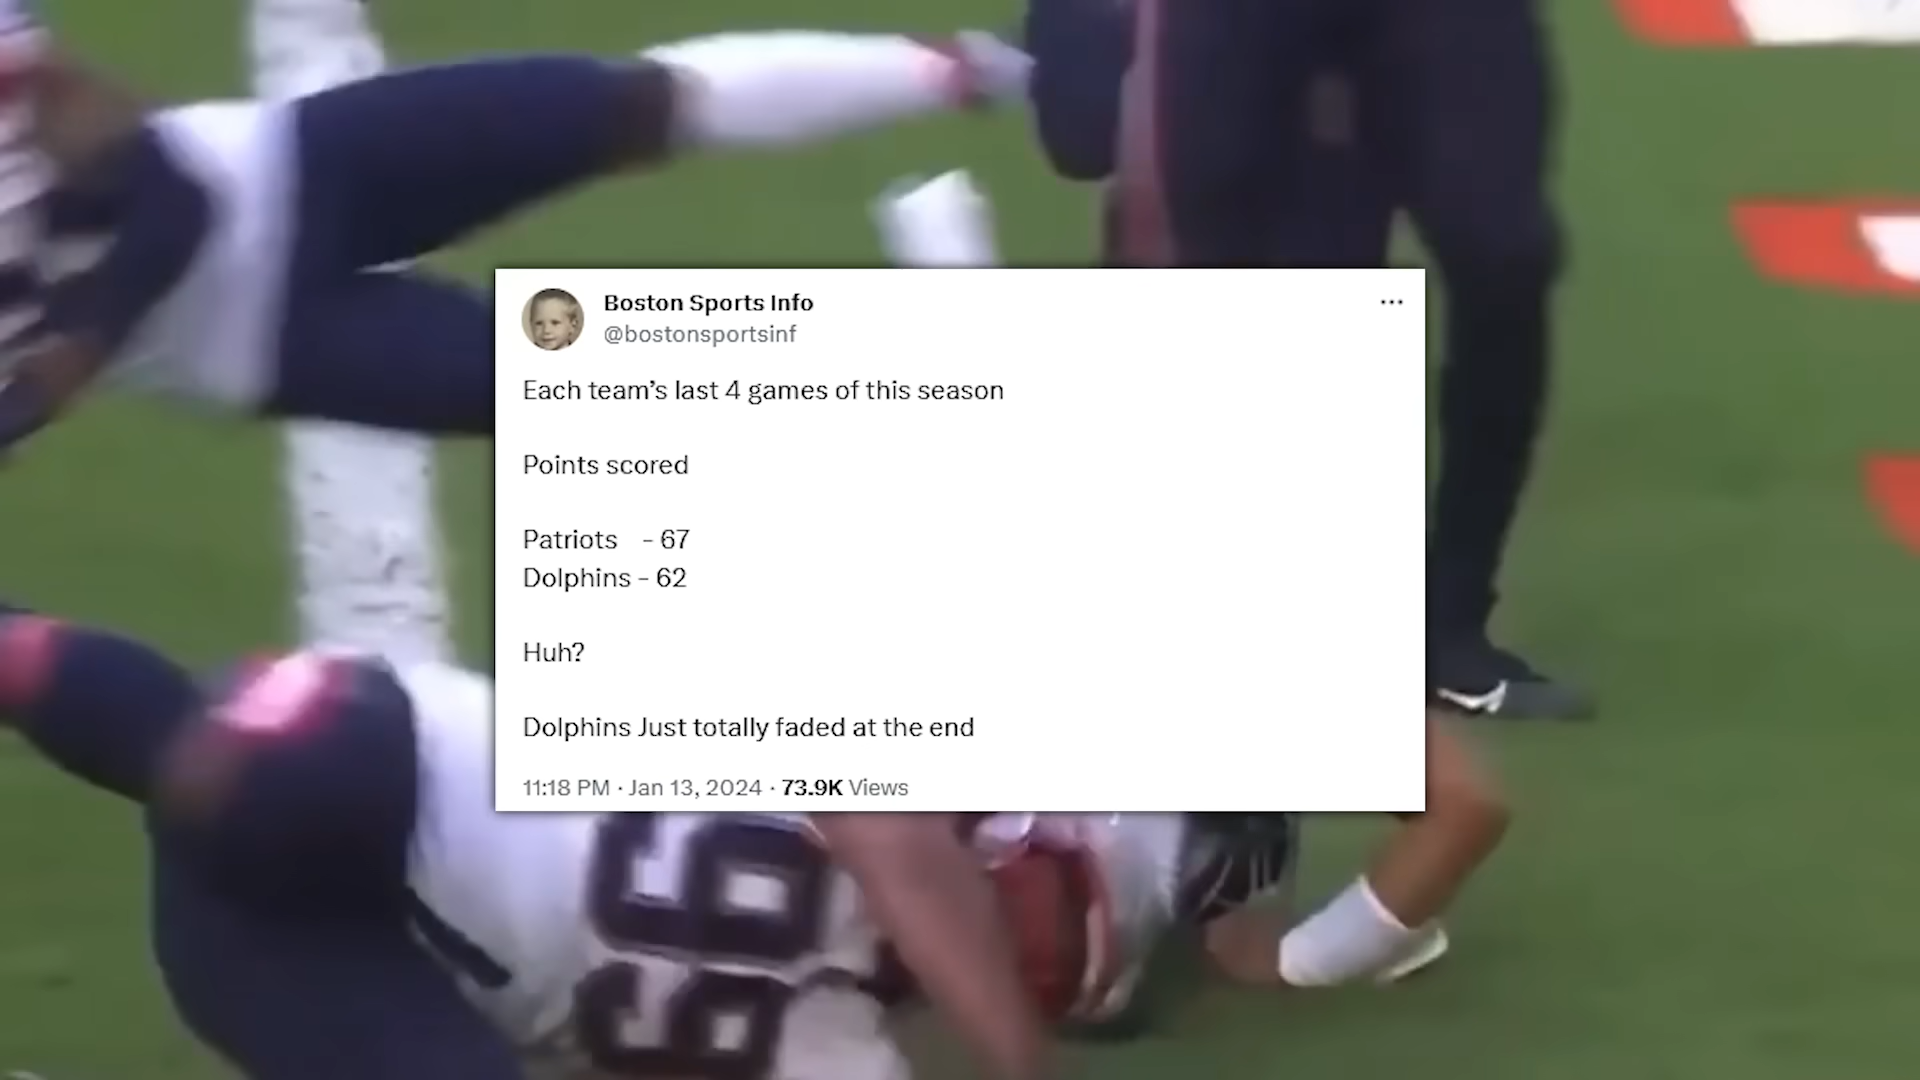 Boston Sports Info
@bostonsportsinf
Each team’s last 4 games of this season
Points scored
Patriots - 67
Dolphins - 62
Huh?
Dolphins Just totally faded at the end
11:18 PM · Jan 13, 2024 · 73.9K Views